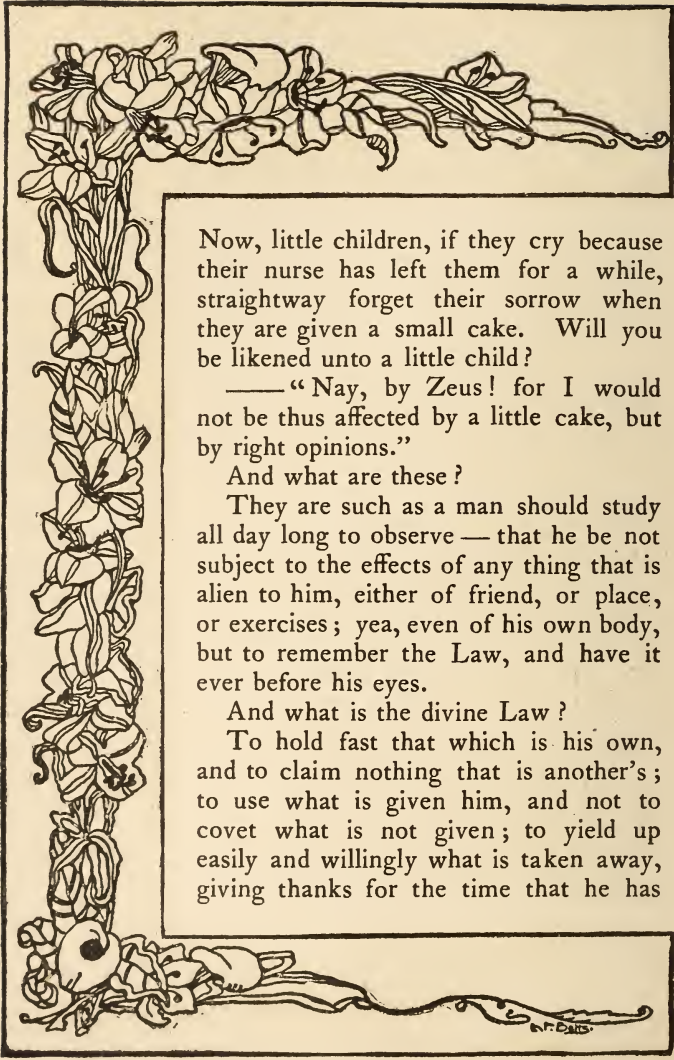 Now, little children, if they cry because
their nurse has left them for a while,
straightway forget their sorrow when
they are given a small cake. Will you
be likened unto a little child?
——“Nay, by Zeus! for I would
not be thus affected by a little cake, but
by right opinions.”
And what are these?
They are such as a man should study
all day long to observe — that he be not
subject to the effects of any thing that is
alien to him, either of friend, or place,
or exercises; yea, even of his own body,
but to remember the Law, and have it
ever before his eyes.
And what is the divine Law?
To hold fast that which is his own,
and to claim nothing that is another's;
to use what is given him, and not to
covet what is not given; to yield up
easily and willingly what is taken away,
giving thanks for the time that he has